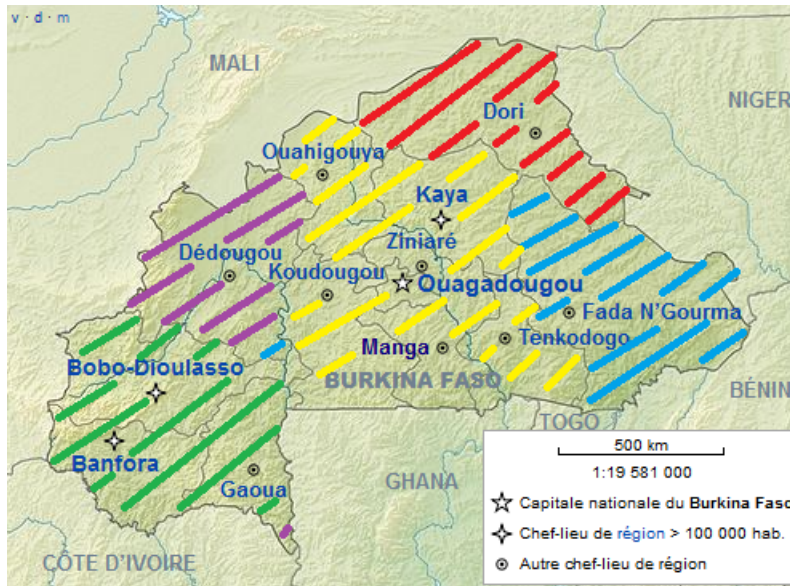 v · d · m
MALI
NIGER
Dori
Ouahigouya
Kaya
Ziniaré
Dédougou
Koudougou
Ouagadougou
Fada N'Gourma
Tenkodogo
Manga
Bobo-Dioulasso
BURKINA FASO
BÉNIN
TOGO
Banfora
Gaoua
GHANA
CÔTE D'IVOIRE
500 km
1:19 581 000
Capitale nationale du Burkina Faso
Chef-lieu de région > 100 000 hab.
Autre chef-lieu de région